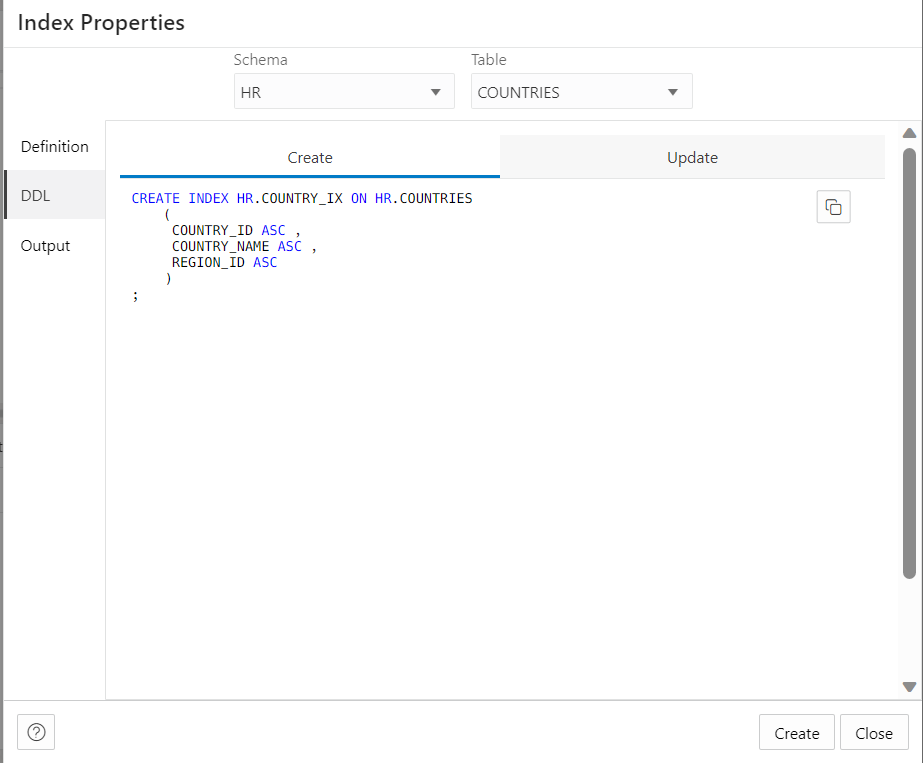 Index Properties
Schema
Table
HR
COUNTRIES
Definition
DDL
Output
Create
Update
CREATE INDEX HR.COUNTRY_IX ON HR.COUNTRIES
(
COUNTRY_ID ASC ,
COUNTRY_NAME ASC ,
REGION_ID ASC
)
;
?
Create
Close